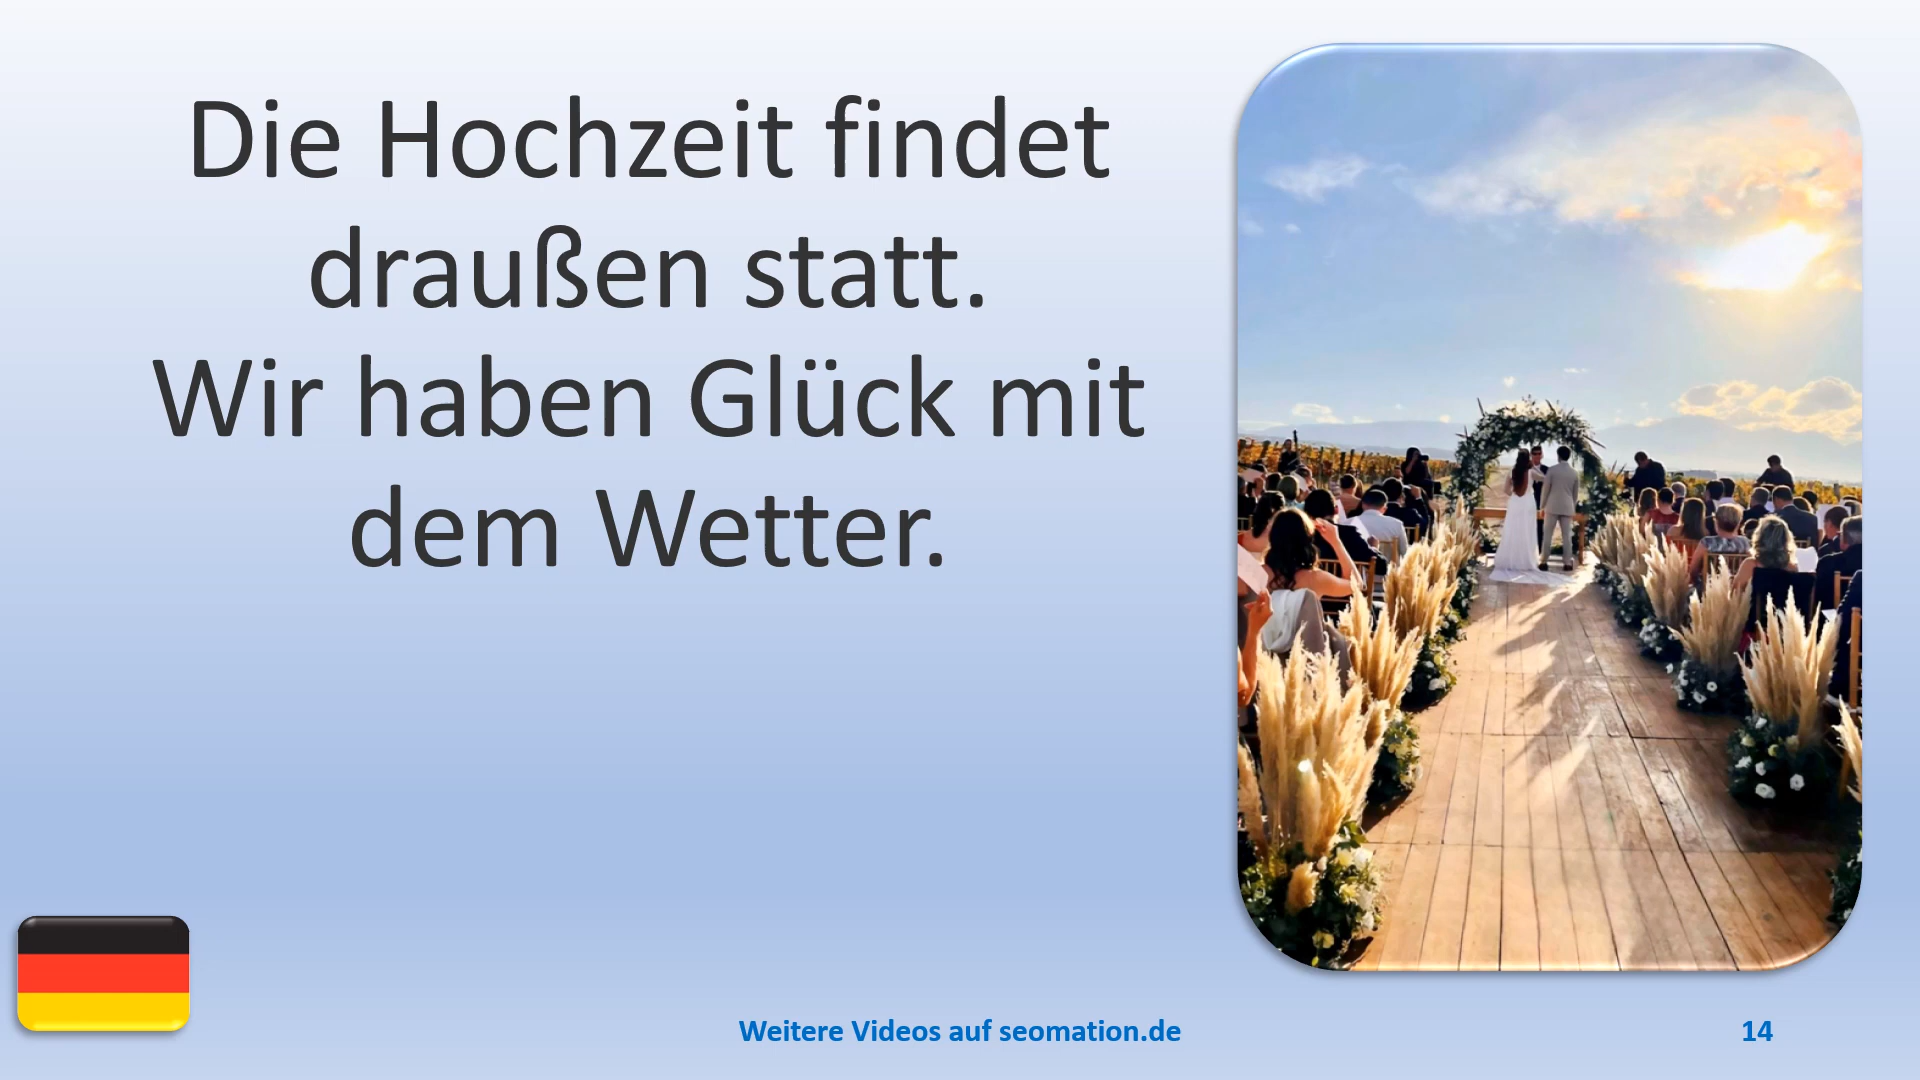 Die Hochzeit findet
draußen statt.
Wir haben Glück mit
dem Wetter.
Weitere Videos auf seomation.de
14